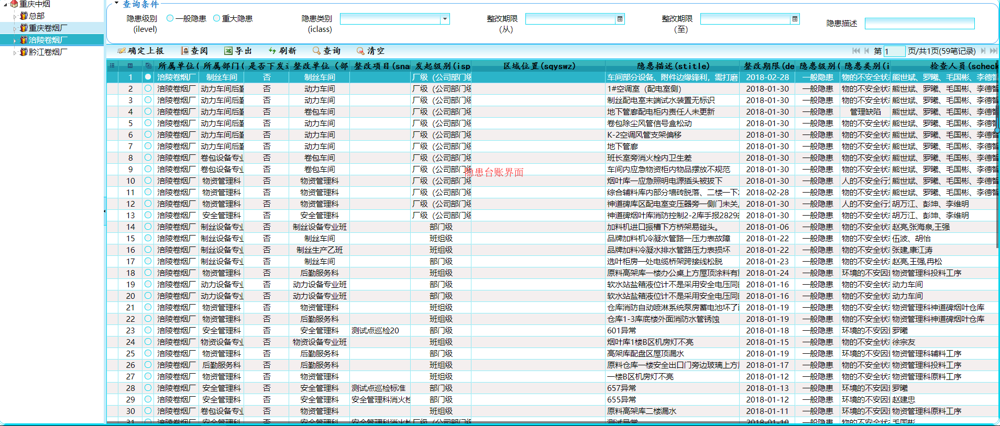 重庆中烟
总部
重庆卷烟厂
涪陵卷烟厂
黔江卷烟厂
查询条件
隐患级别 一般隐患 重大隐患 隐患类别 整改期限 整改期限 隐患描述
(ilevel) (iclass) (从) (至)
确定上报 查阅 导出 刷新 查询 清空 第 1 页/共1页(59笔记录)
所属单位( 所属部门( 是否下发 整改单位（部 整改项目(sna 发起级别(isp 区域位置(sqyswz) 隐患描述(stitle) 整改期限(de 隐患级别( 隐患类别(i 检查人员(scheck
1 涪陵卷烟厂 制丝车间 否 制丝车间 厂级（公司部门级 车间部分设备、附件边缘锋利，需打磨 2018-02-28 一般隐患 物的不安全状态 熊世斌、罗曦、毛国彬、李德智
2 涪陵卷烟厂 动力车间后勤 否 动力车间 厂级（公司部门级 1#空调室（配电室侧） 2018-01-30 一般隐患 物的不安全状态 熊世斌、罗曦、毛国彬、李德智
3 涪陵卷烟厂 动力车间后勤 否 动力车间 厂级（公司部门级 制丝配电室末端试水装置无标识 2018-01-30 一般隐患 物的不安全状态 熊世斌、罗曦、毛国彬、李德智
4 涪陵卷烟厂 动力车间后勤 否 卷包车间 厂级（公司部门级 地下管廊配电柜内责任人未更新 2018-01-30 一般隐患 管理缺陷 熊世斌、罗曦、毛国彬、李德智
5 涪陵卷烟厂 动力车间后勤 否 动力车间 厂级（公司部门级 卷包除尘风管信号盒松动 2018-01-30 一般隐患 物的不安全状态 熊世斌、罗曦、毛国彬、李德智
6 涪陵卷烟厂 动力车间后勤 否 动力车间 厂级（公司部门级 K-2空调风管支架偏移 2018-01-30 一般隐患 物的不安全状态 熊世斌、罗曦、毛国彬、李德智
7 涪陵卷烟厂 动力车间后勤 否 动力车间 厂级（公司部门级 地下管廊 2018-01-30 一般隐患 物的不安全状态 熊世斌、罗曦、毛国彬、李德智
8 涪陵卷烟厂 卷包设备专业 否 卷包车间 厂级（公司部门级 班长室旁消火栓内卫生差 2018-01-30 一般隐患 物的不安全状态 熊世斌、罗曦、毛国彬、李德智
9 涪陵卷烟厂 卷包设备专业 否 卷包车间 厂级（公司部门级 车间内应急物资柜内物品摆放不规范 2018-01-30 一般隐患 物的不安全状态 熊世斌、罗曦、毛国彬、李德智
隐患台账界面
10 涪陵卷烟厂 物资管理科 否 物资管理科 厂级（公司部门级 烟叶库一应急照明电源插头被拔下 2018-01-30 一般隐患 人的不安全行为 熊世斌、罗曦、毛国彬、李德智
11 涪陵卷烟厂 物资管理科 否 物资管理科 厂级（公司部门级 综合辅料库内部分墙砖脱落、二楼一下水 2018-02-28 一般隐患 物的不安全状态 熊世斌、罗曦、毛国彬、李德智
12 涪陵卷烟厂 物资管理科 否 物资管理科 厂级（公司部门级 神道碑库区配电室变压器旁一侧门未关。 2018-01-30 一般隐患 人的不安全行为 胡万江、彭坤、李维明
13 涪陵卷烟厂 安全管理科 否 安全管理科 厂级（公司部门级 神道碑烟叶库消防控制2-2库手报2829故 2018-01-30 一般隐患 物的不安全状态 胡万江、彭坤、李维明
14 涪陵卷烟厂 制丝设备专业 否 制丝设备专业班 部门级 加料机进口振槽下方桥架易碰头。 2018-01-06 一般隐患 物的不安全状态 赵亮,张海泉,王强
15 涪陵卷烟厂 制丝设备专业 否 制丝车间 班组级 品牌加料机冷凝水管路一压力表故障 2018-01-22 一般隐患 物的不安全状态 伍波、胡怡
16 涪陵卷烟厂 制丝设备专业 否 制丝生产乙班 班组级 品牌加料冷凝水排水管路压力表损坏 2018-01-22 一般隐患 物的不安全状态 张建,康江涛
17 涪陵卷烟厂 制丝设备专业 否 制丝车间 部门级 选叶柜房一处电缆桥架跨接线松脱 2018-01-23 一般隐患 物的不安全状态 赵亮,王强,冉松
18 涪陵卷烟厂 物资管理科 否 后勤服务科 班组级 原料高架库一楼办公桌上方屋顶涂料有脱 2018-01-24 一般隐患 环境的不安因素 物资管理科投料工序
19 涪陵卷烟厂 动力设备专业 否 动力设备专业班 部门级 软水站盐箱液位计不是采用安全电压同时 2018-01-16 一般隐患 物的不安全状态 动力车间
20 涪陵卷烟厂 动力设备专业 否 动力设备专业班 部门级 软水站盐箱液位计不是采用安全电压同时 2018-01-16 一般隐患 物的不安全状态 动力车间
21 涪陵卷烟厂 物资管理科 否 物资管理科 班组级 仓库消防自动喷淋系统泵房蓄电池坏了两 2018-01-19 一般隐患 物的不安全状态 物资管理科神道碑烟叶仓库
22 涪陵卷烟厂 物资管理科 否 后勤服务科 班组级 仓库1-3库底楼外面消防水管锈蚀 2018-01-19 一般隐患 物的不安全状态 物资管理科神道碑烟叶仓库
23 涪陵卷烟厂 安全管理科 否 安全管理科 测试点巡检20 部门级 601异常 2018-01-18 一般隐患 环境的不安因素 罗曦
24 涪陵卷烟厂 物资设备专业 否 物资设备专业班 班组级 烟叶库1楼B区机房灯不亮 2018-01-15 一般隐患 物的不安全状态 徐宗友
25 涪陵卷烟厂 物资管理科 否 后勤服务科 班组级 高架库配盘区屋顶漏水 2018-01-19 一般隐患 环境的不安因素 物资管理科辅料工序
26 涪陵卷烟厂 后勤服务科 否 后勤服务科 班组级 原料仓库一楼安全出口门旁边玻璃上方 2018-01-17 一般隐患 物的不安全状态 物资管理科投料工序
27 涪陵卷烟厂 物资管理科 否 物资管理科 班组级 一楼B区机房灯不亮 2018-01-12 一般隐患 物的不安全状态 物资管理科原料工序
28 涪陵卷烟厂 安全管理科 否 安全管理科 测试点巡检标准 部门级 657异常 2018-01-13 一般隐患 环境的不安因素 罗曦
29 涪陵卷烟厂 安全管理科 否 安全管理科 安全管理科消火栓 部门级 655异常 2018-01-12 一般隐患 环境的不安因素 赵建忠
30 涪陵卷烟厂 卷包设备专业 否 物资管理科 班组级 原料高架库二楼漏水 2018-01-11 一般隐患 环境的不安因素 物资管理科原料工序
31 涪陵卷烟厂 安全管理科 否 安全管理科 安全管理科消火栓 厂级（公司部门级 测试异常 2018-01-10 一般隐患 物的不安全状态 毛国彬